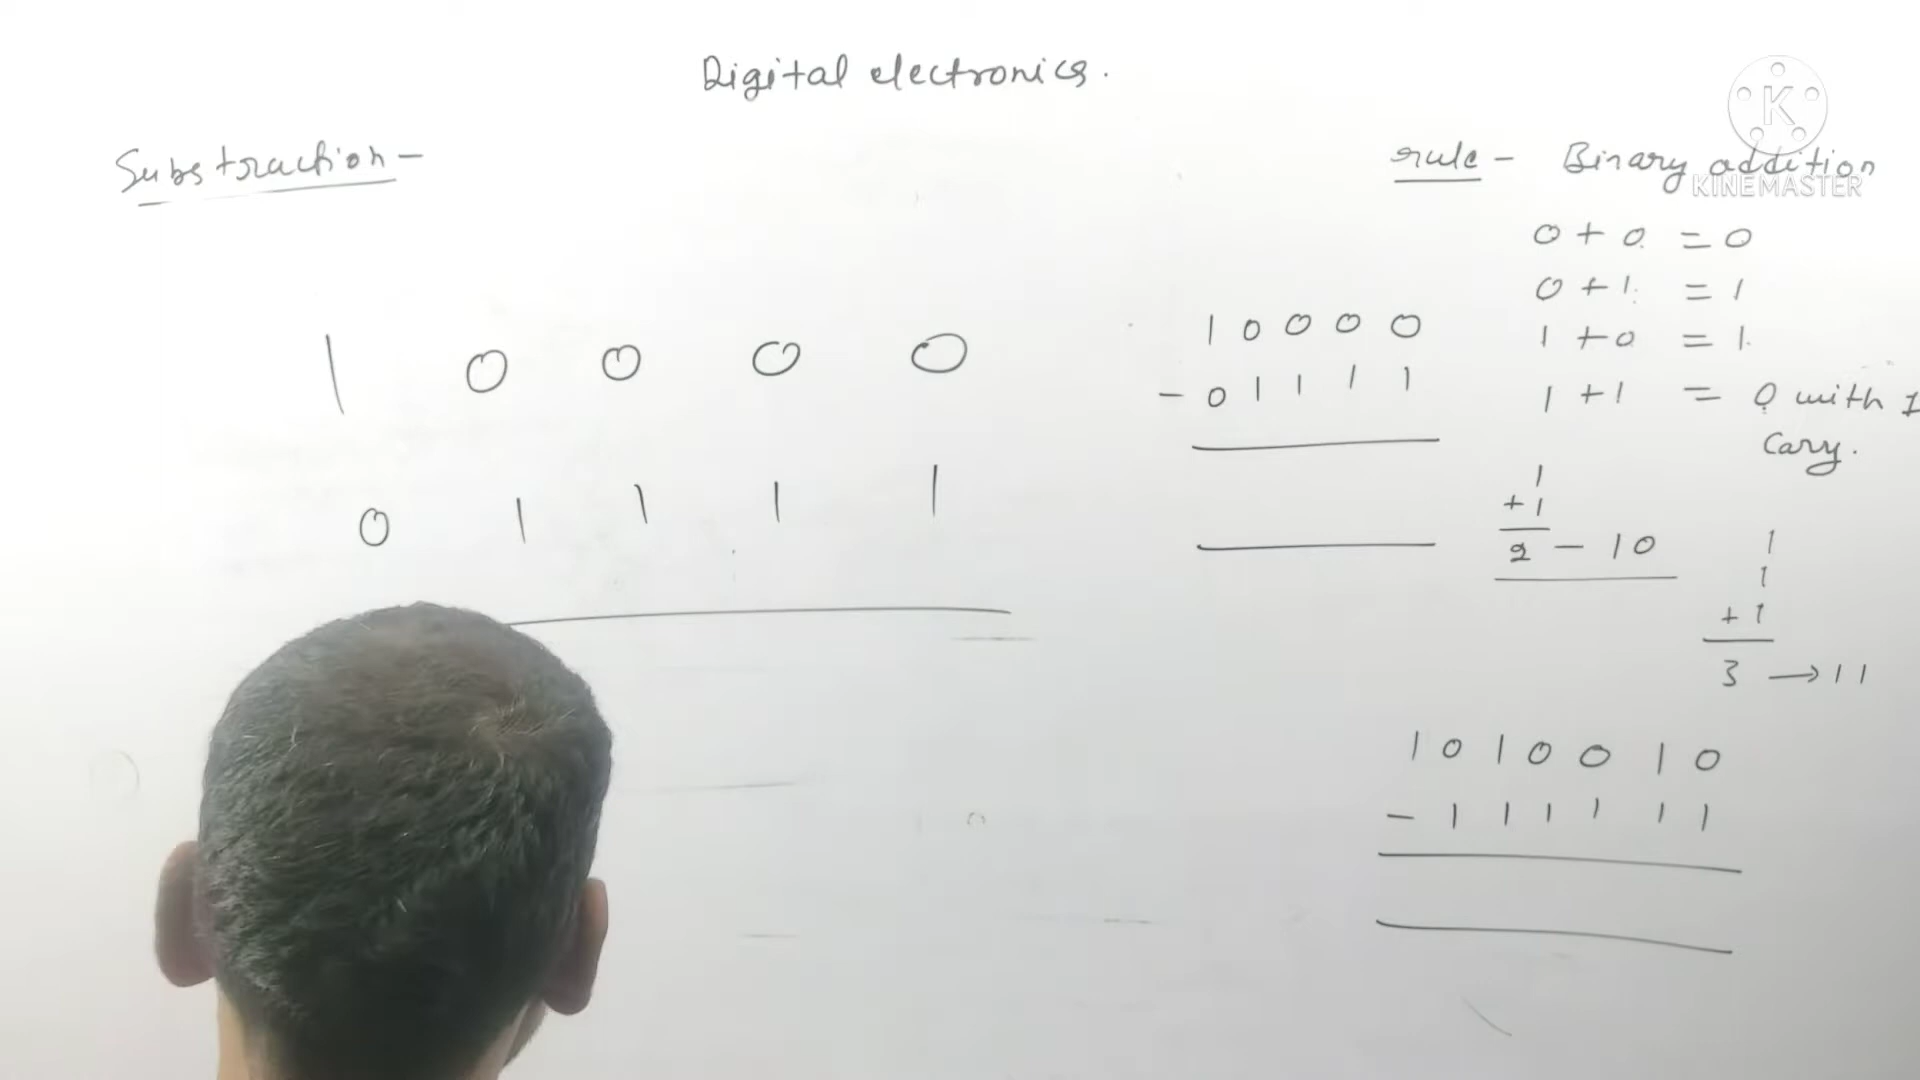 Digital electronics.
Substraction -
1 0 0 0 0
0 1 1 1 1
1 0 0 0 0
- 0 1 1 1 1
rule - Binary addition
0 + 0 = 0
0 + 1 = 1
1 + 0 = 1
1 + 1 = 0 with 1
Cary.
1
+ 1
2 - 10
1
1
+ 1
3 → 11
1 0 1 0 0 1 0
- 1 1 1 1 1 1
K
KINEMASTER